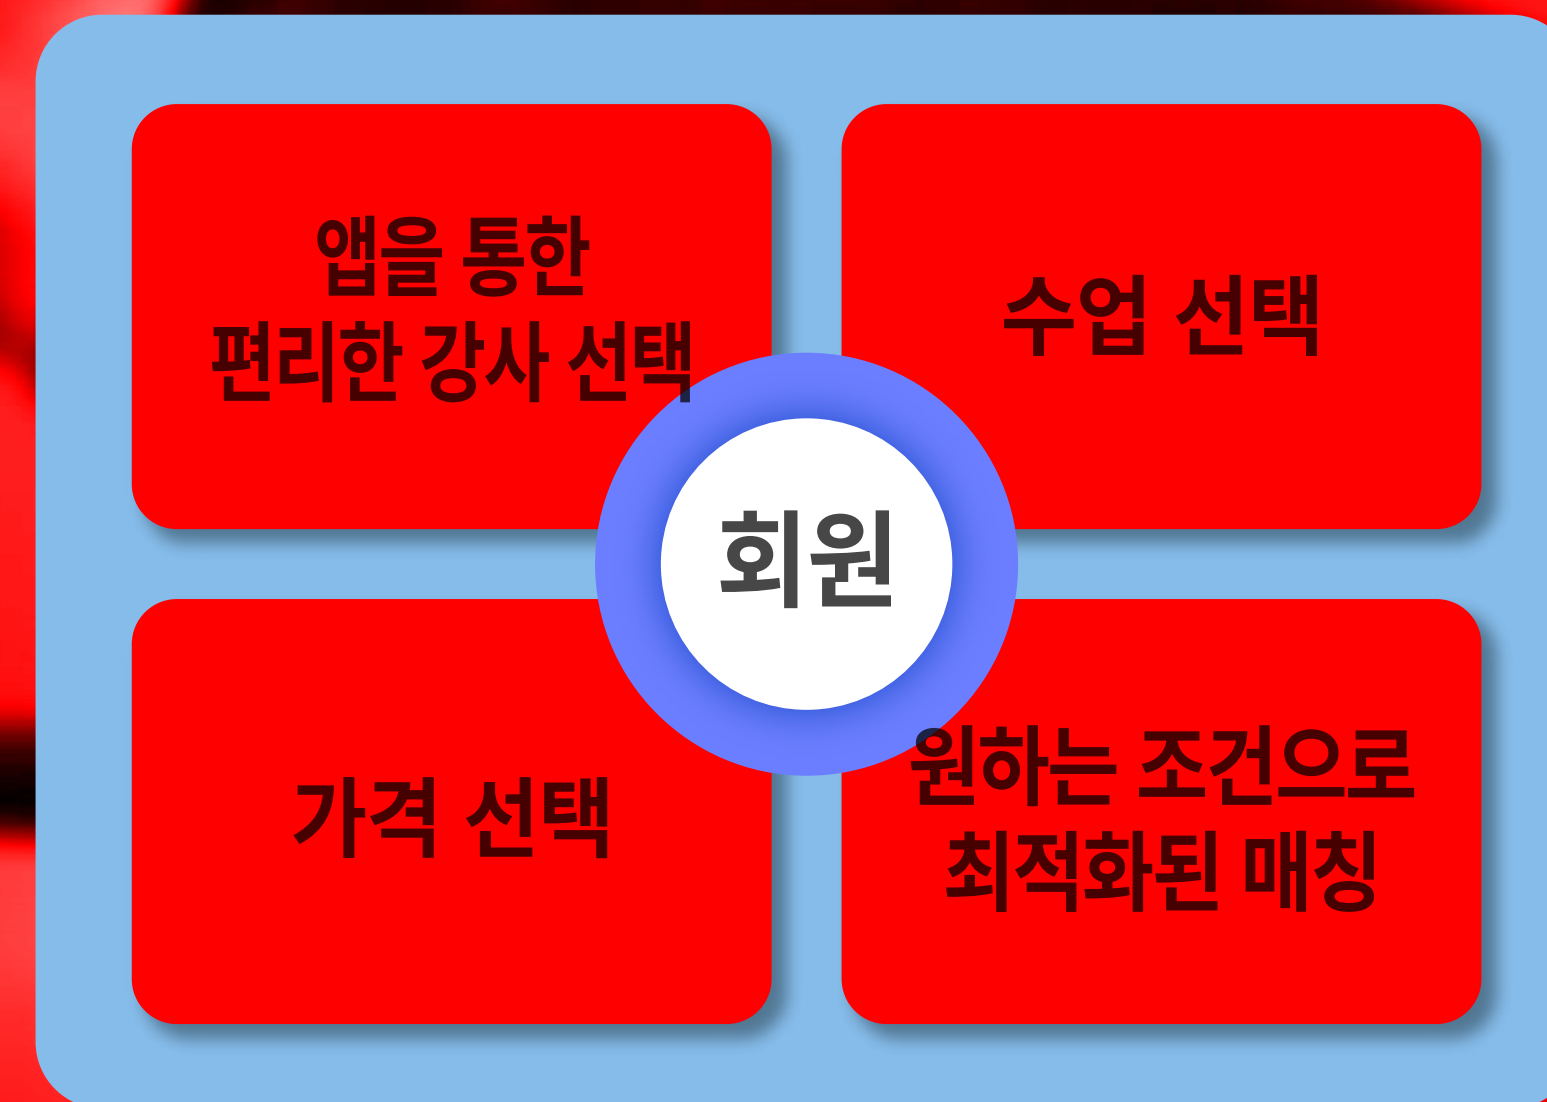 앱을 통한
편리한 강사 선택
수업 선택
회원
가격 선택
원하는 조건으로
최적화된 매칭